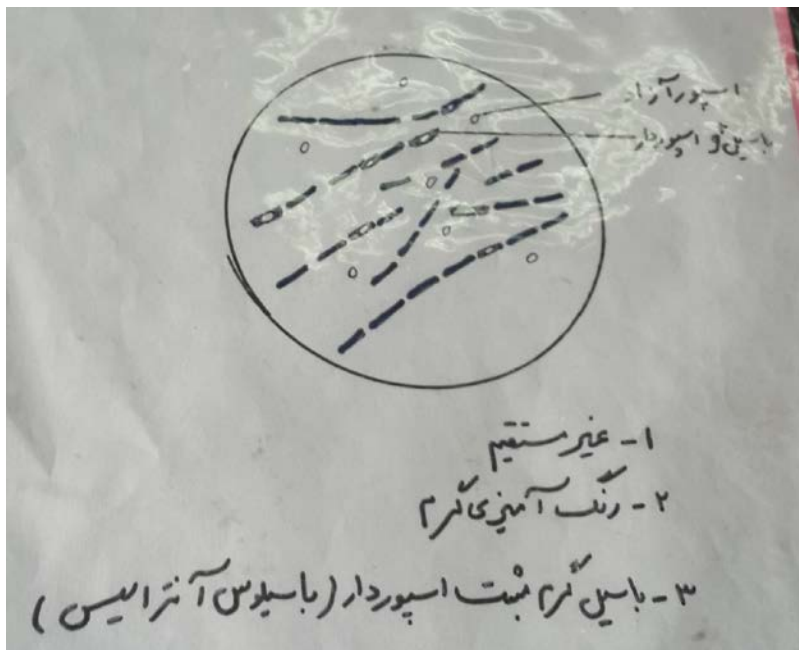 اسپور آزاد
باسیل اسپوردار
۱- غیر مستقیم
۲- رنگ آمیزی گرم
۳- باسیل گرم مثبت اسپوردار (باسیلوس آنتراسیس)